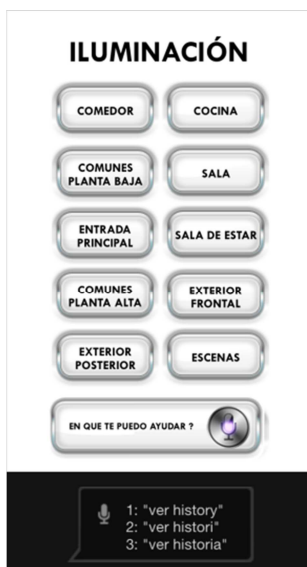 ILUMINACIÓN
COMEDOR
COCINA
COMUNES
PLANTA BAJA
SALA
ENTRADA
PRINCIPAL
SALA DE ESTAR
COMUNES
PLANTA ALTA
EXTERIOR
FRONTAL
EXTERIOR
POSTERIOR
ESCENAS
EN QUE TE PUEDO AYUDAR ?
1: "ver history"
2: "ver histori"
3: "ver historia"